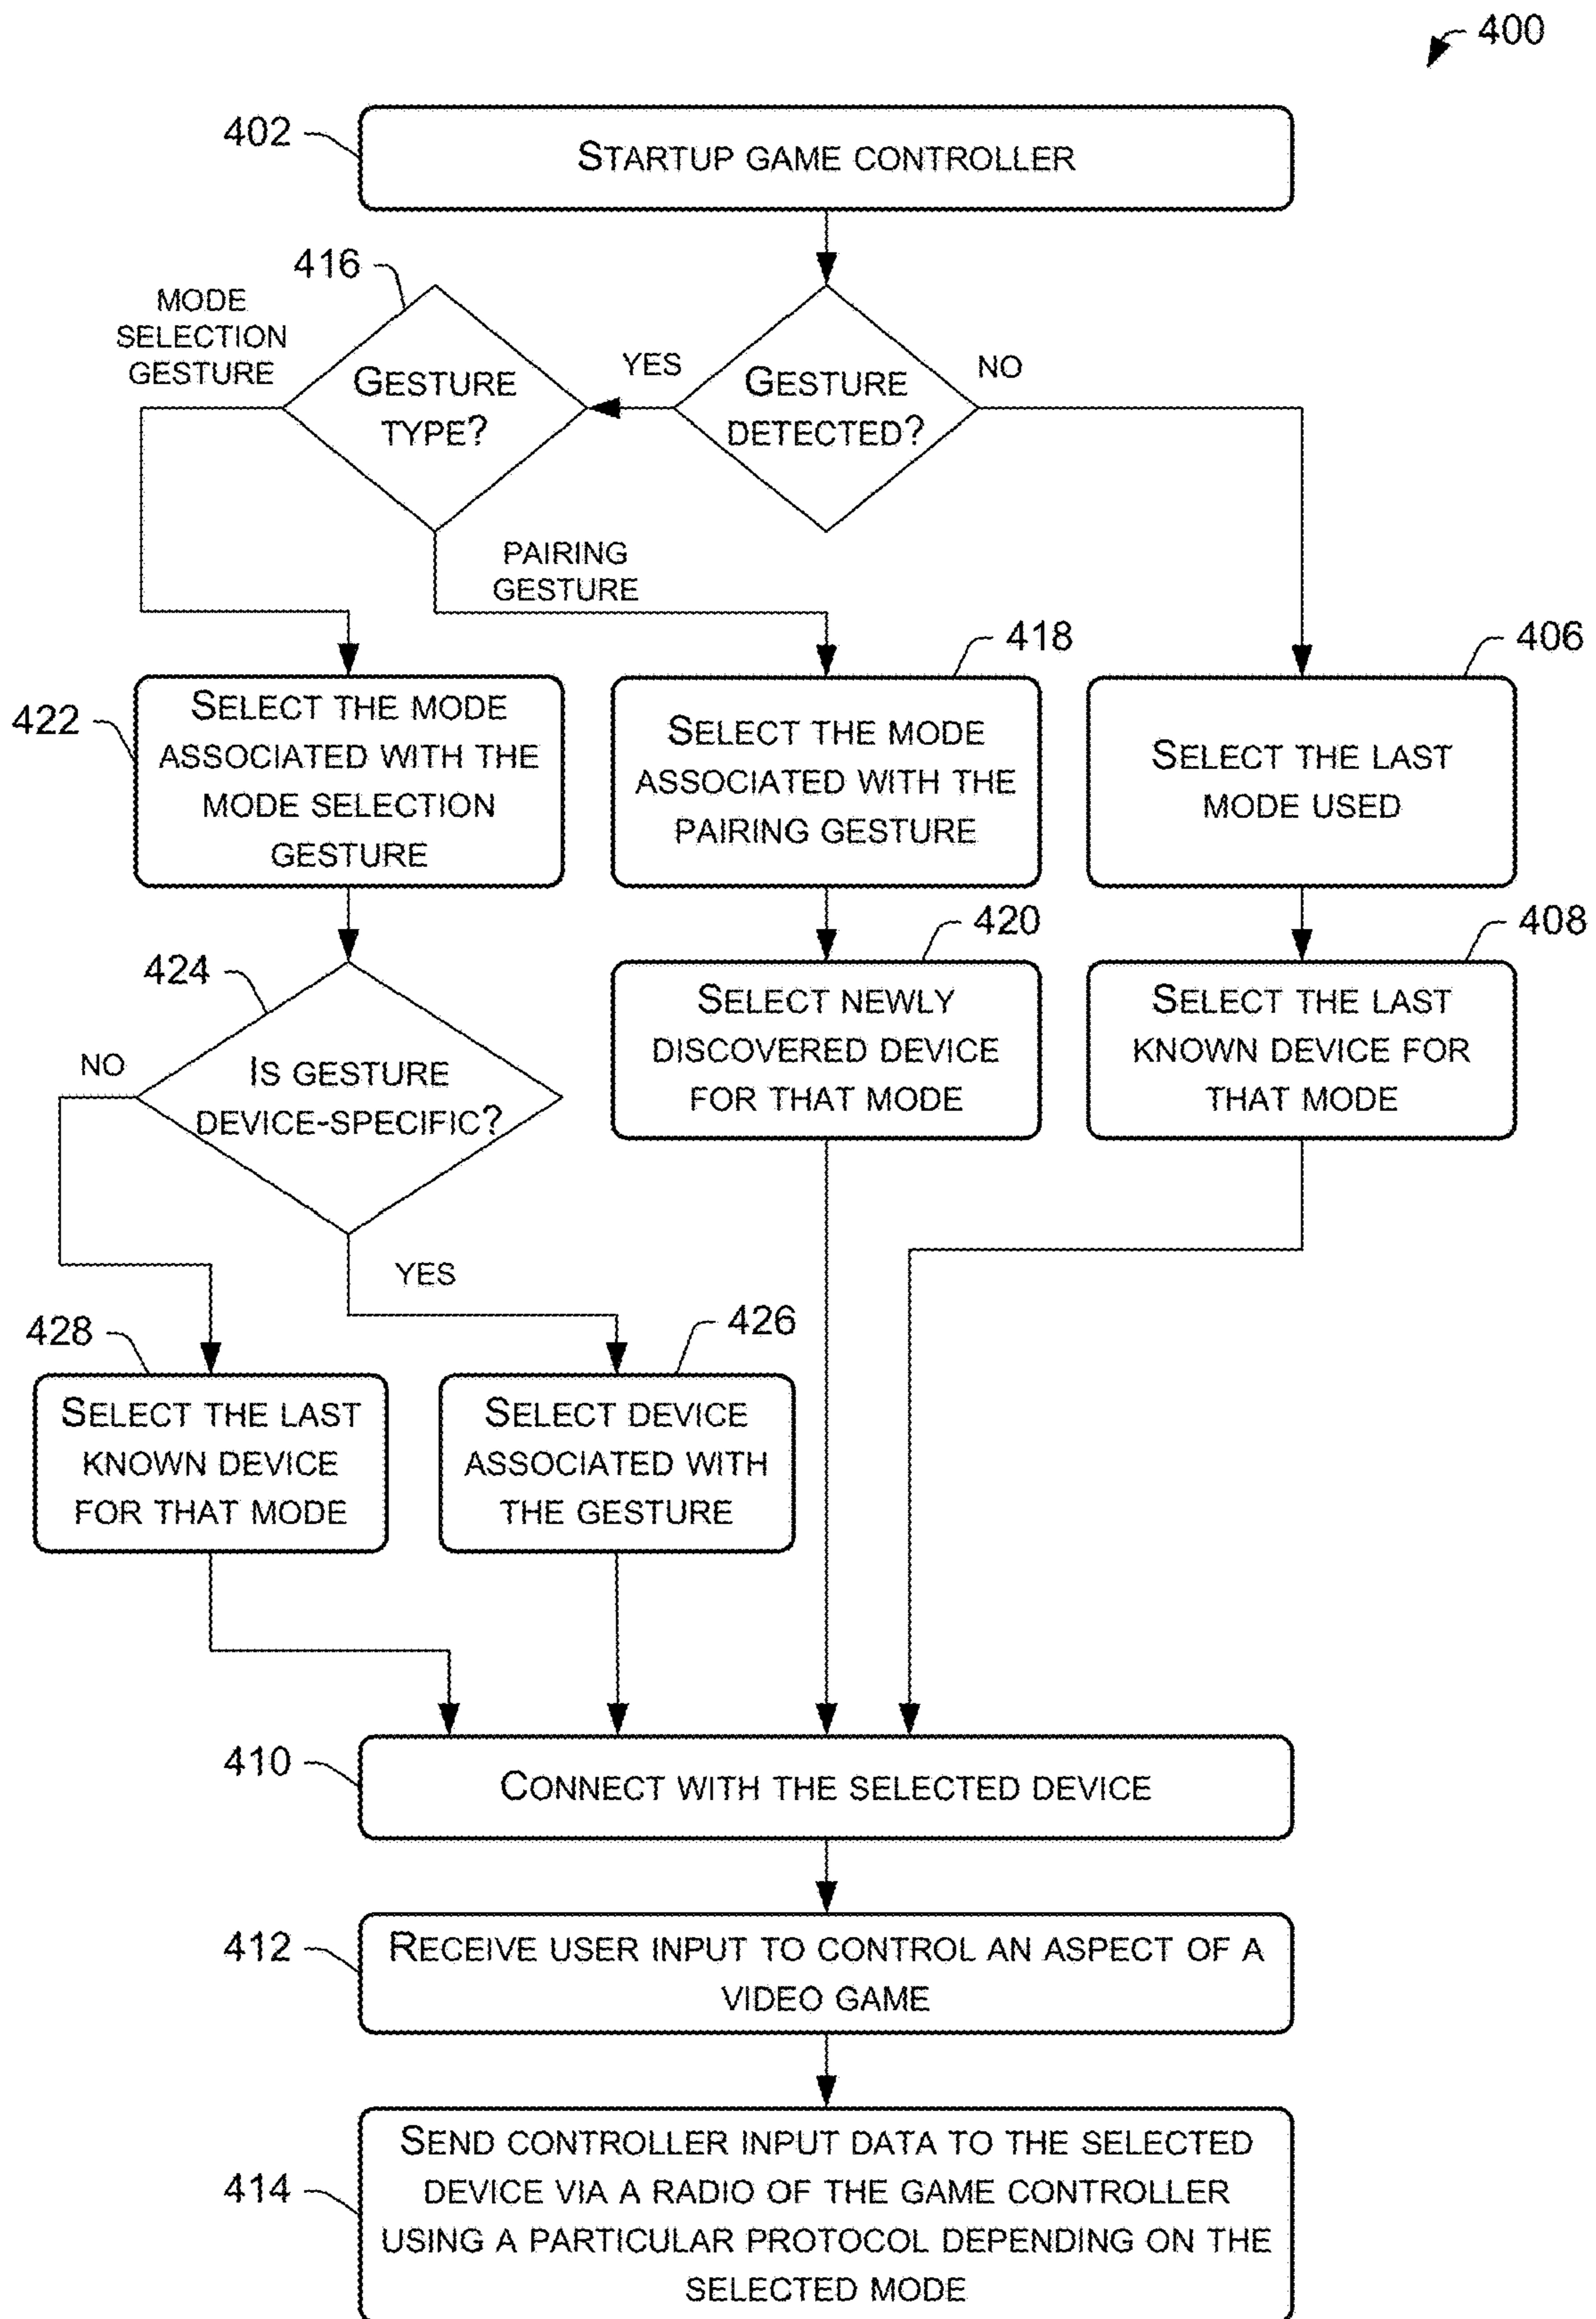 400
402
STARTUP GAME CONTROLLER
416
MODE
SELECTION
GESTURE
GESTURE
TYPE?
YES
GESTURE
DETECTED?
NO
PAIRING
GESTURE
422
SELECT THE MODE
ASSOCIATED WITH THE
MODE SELECTION
GESTURE
418
SELECT THE MODE
ASSOCIATED WITH THE
PAIRING GESTURE
406
SELECT THE LAST
MODE USED
424
NO
IS GESTURE
DEVICE-SPECIFIC?
YES
420
SELECT NEWLY
DISCOVERED DEVICE
FOR THAT MODE
408
SELECT THE LAST
KNOWN DEVICE FOR
THAT MODE
428
SELECT THE LAST
KNOWN DEVICE
FOR THAT MODE
426
SELECT DEVICE
ASSOCIATED WITH
THE GESTURE
410
CONNECT WITH THE SELECTED DEVICE
412
RECEIVE USER INPUT TO CONTROL AN ASPECT OF A
VIDEO GAME
414
SEND CONTROLLER INPUT DATA TO THE SELECTED
DEVICE VIA A RADIO OF THE GAME CONTROLLER
USING A PARTICULAR PROTOCOL DEPENDING ON THE
SELECTED MODE